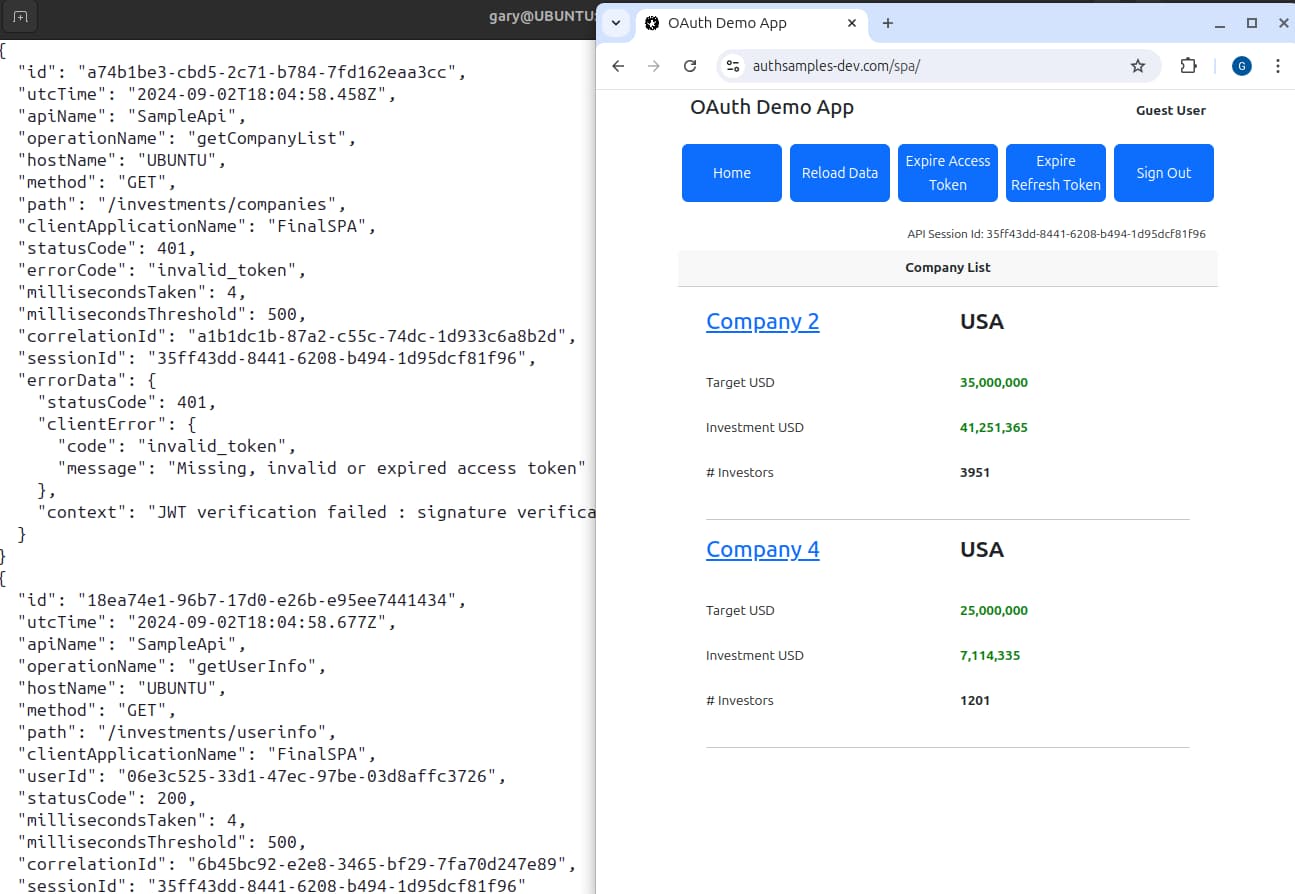 gary@UBUNTU:
{
"id": "a74b1be3-cbd5-2c71-b784-7fd162eaa3cc",
"utcTime": "2024-09-02T18:04:58.458Z",
"apiName": "SampleApi",
"operationName": "getCompanyList",
"hostName": "UBUNTU",
"method": "GET",
"path": "/investments/companies",
"clientApplicationName": "FinalSPA",
"statusCode": 401,
"errorCode": "invalid_token",
"millisecondsTaken": 4,
"millisecondsThreshold": 500,
"correlationId": "a1b1dc1b-87a2-c55c-74dc-1d933c6a8b2d",
"sessionId": "35ff43dd-8441-6208-b494-1d95dcf81f96",
"errorData": {
"statusCode": 401,
"clientError": {
"code": "invalid_token",
"message": "Missing, invalid or expired access token"
},
"context": "JWT verification failed : signature verifica
}
}
{
"id": "18ea74e1-96b7-17d0-e26b-e95ee7441434",
"utcTime": "2024-09-02T18:04:58.677Z",
"apiName": "SampleApi",
"operationName": "getUserInfo",
"hostName": "UBUNTU",
"method": "GET",
"path": "/investments/userinfo",
"clientApplicationName": "FinalSPA",
"userId": "06e3c525-33d1-47ec-97be-03d8affc3726",
"statusCode": 200,
"millisecondsTaken": 4,
"millisecondsThreshold": 500,
"correlationId": "6b45bc92-e2e8-3465-bf29-7fa70d247e89",
"sessionId": "35ff43dd-8441-6208-b494-1d95dcf81f96"
OAuth Demo App
authsamples-dev.com/spa/
G
OAuth Demo App
Guest User
Home
Reload Data
Expire Access
Token
Expire
Refresh Token
Sign Out
API Session Id: 35ff43dd-8441-6208-b494-1d95dcf81f96
Company List
Company 2 USA
Target USD 35,000,000
Investment USD 41,251,365
# Investors 3951
Company 4 USA
Target USD 25,000,000
Investment USD 7,114,335
# Investors 1201